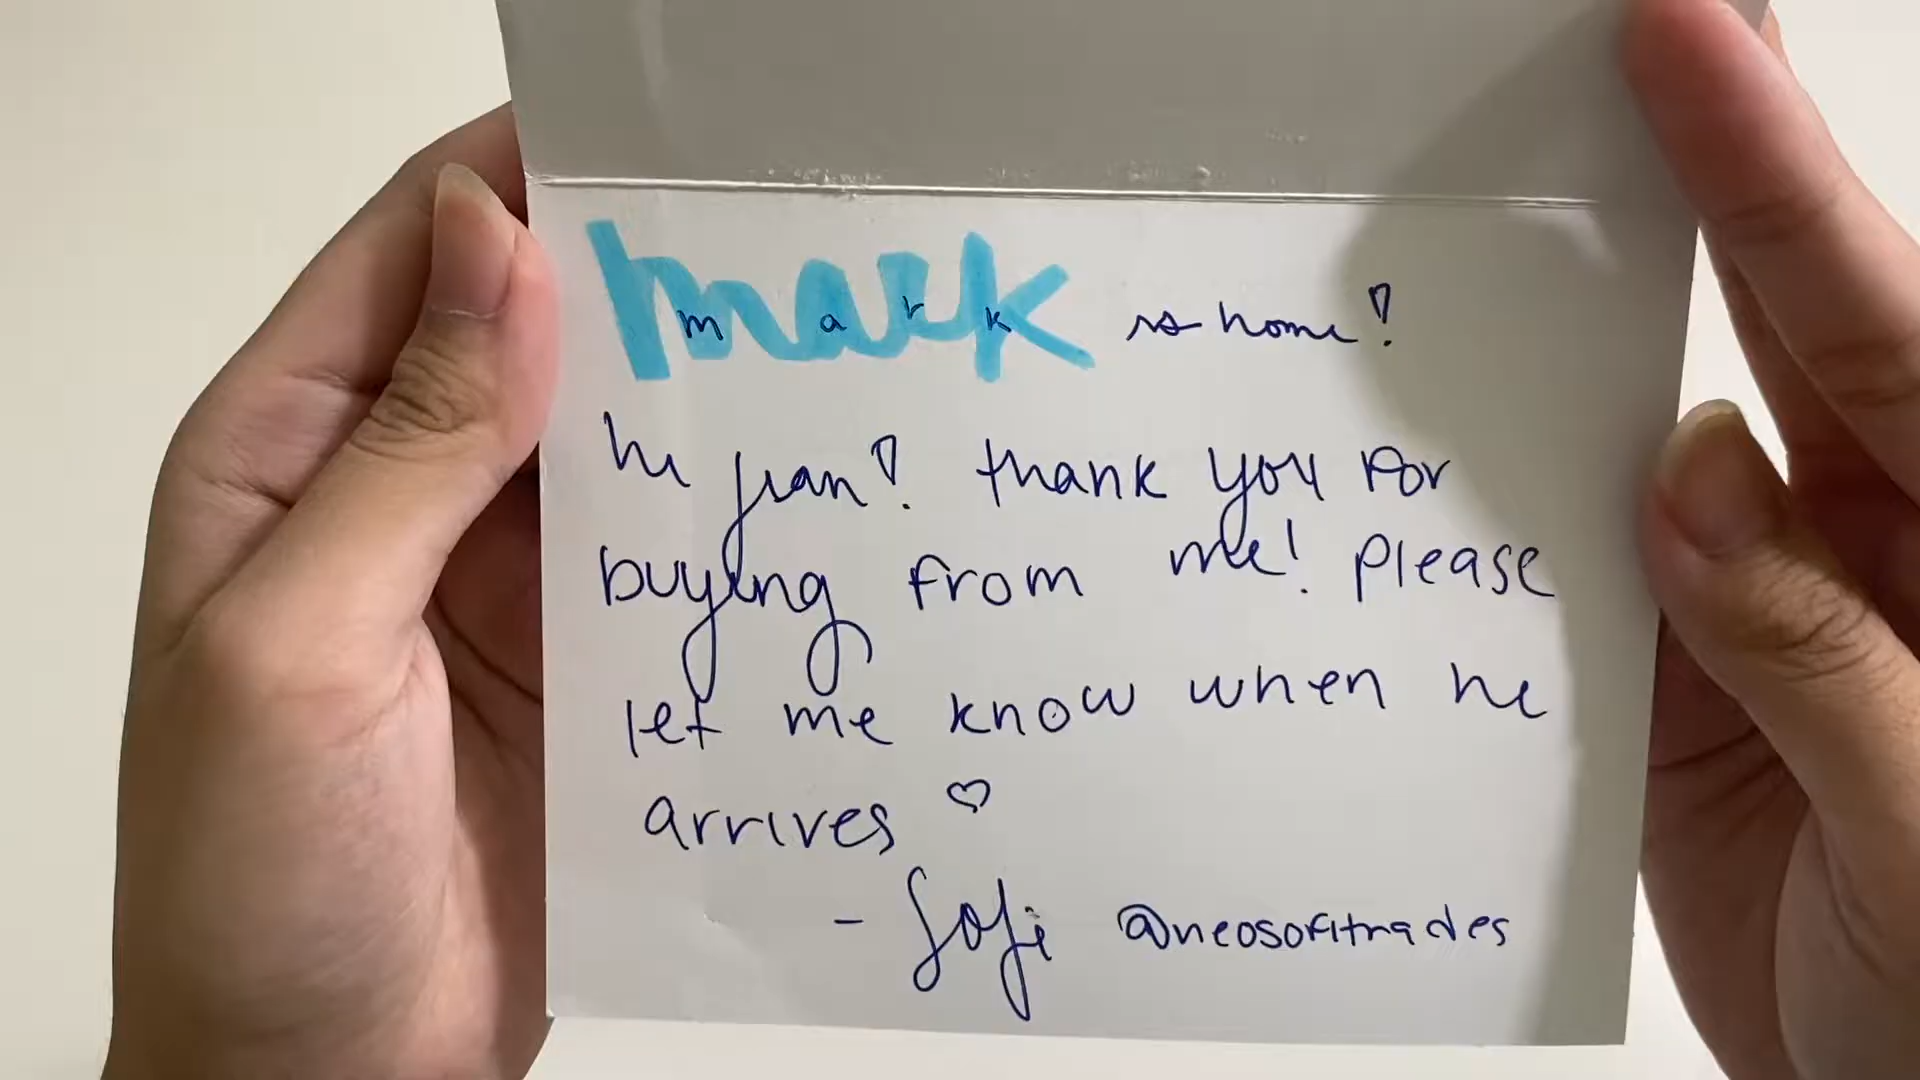 mark is home!
m a r k
hi jian! thank you for
buying from me! please
let me know when he
arrives ♡
- Sofi @neosofitrades